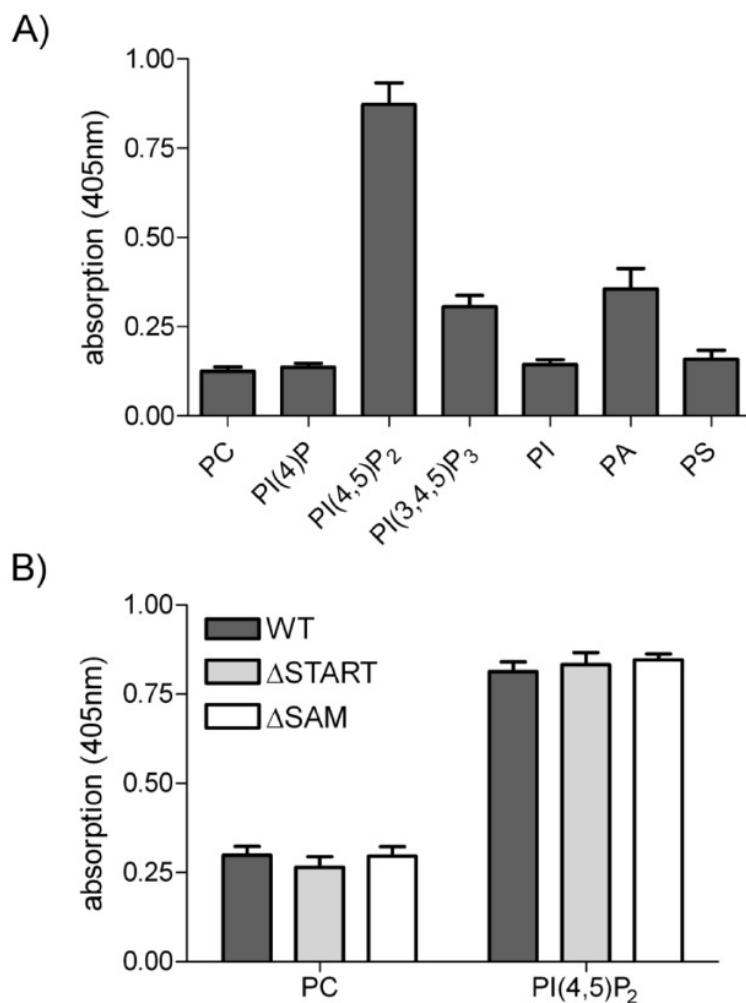 A)
absorption (405nm)
1.00
0.75
0.50
0.25
0.00
PC
PI(4)P
PI(4,5)P₂
PI(3,4,5)P₃
PI
PA
PS
B)
absorption (405nm)
1.00
0.75
0.50
0.25
0.00
WT
ΔSTART
ΔSAM
PC
PI(4,5)P₂